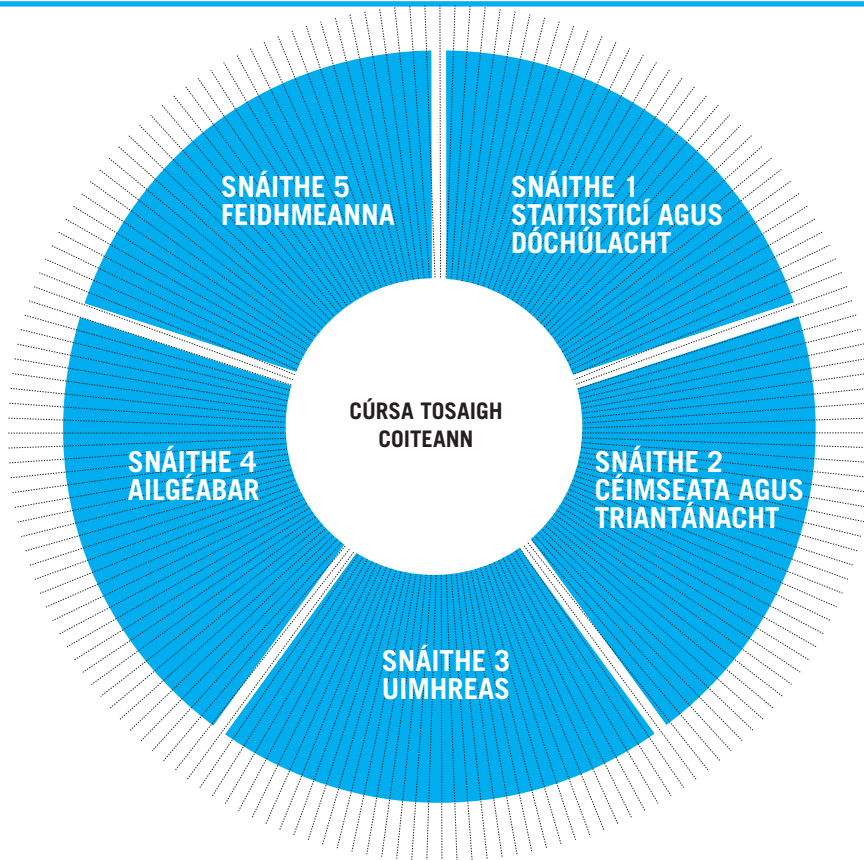 SNÁITHE 5
FEIDHMEANNA
SNÁITHE 1
STAITISTICÍ AGUS
DÓCHÚLACHT
CÚRSA TOSAIGH
COITEANN
SNÁITHE 4
AILGÉABAR
SNÁITHE 2
CÉIMSEATA AGUS
TRIANTÁNACHT
SNÁITHE 3
UIMHREAS